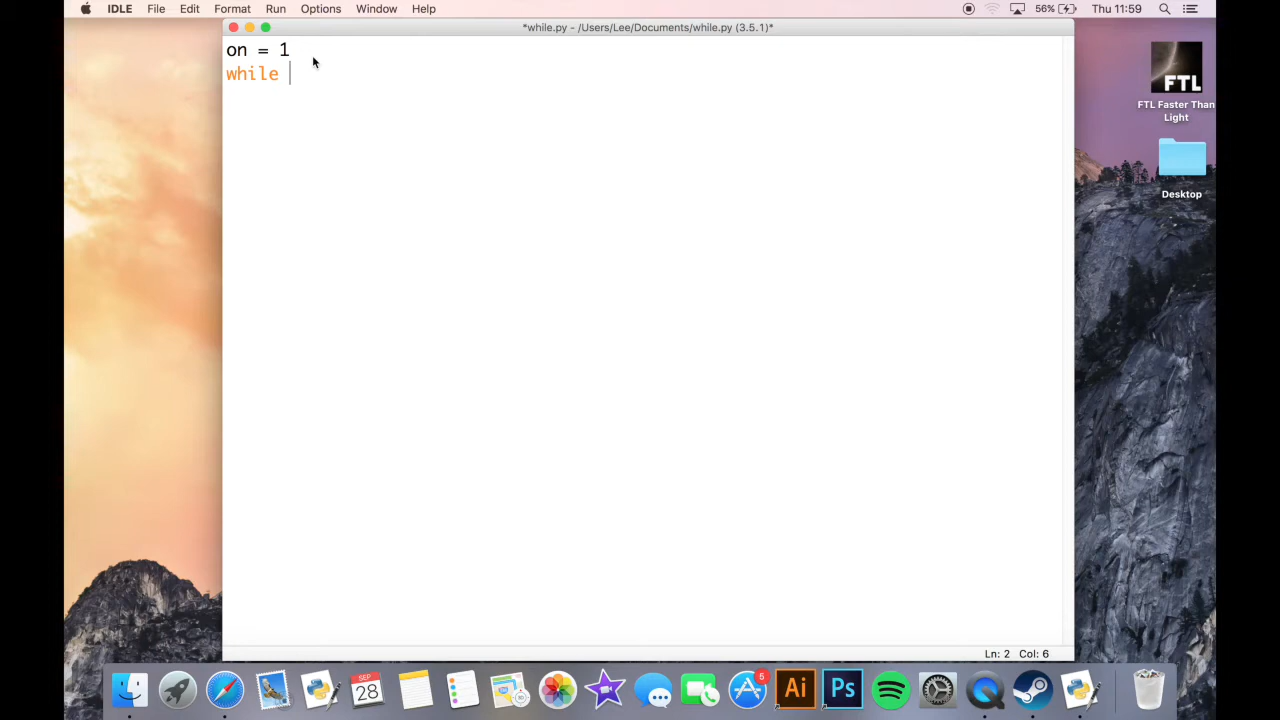 IDLE File Edit Format Run Options Window Help 56% Thu 11:59
*while.py - /Users/Lee/Documents/while.py (3.5.1)*
on = 1
while
FTL
FTL Faster Than
Light
Desktop
Ln: 2 Col: 6
SEP
28
6
Ai
Ps